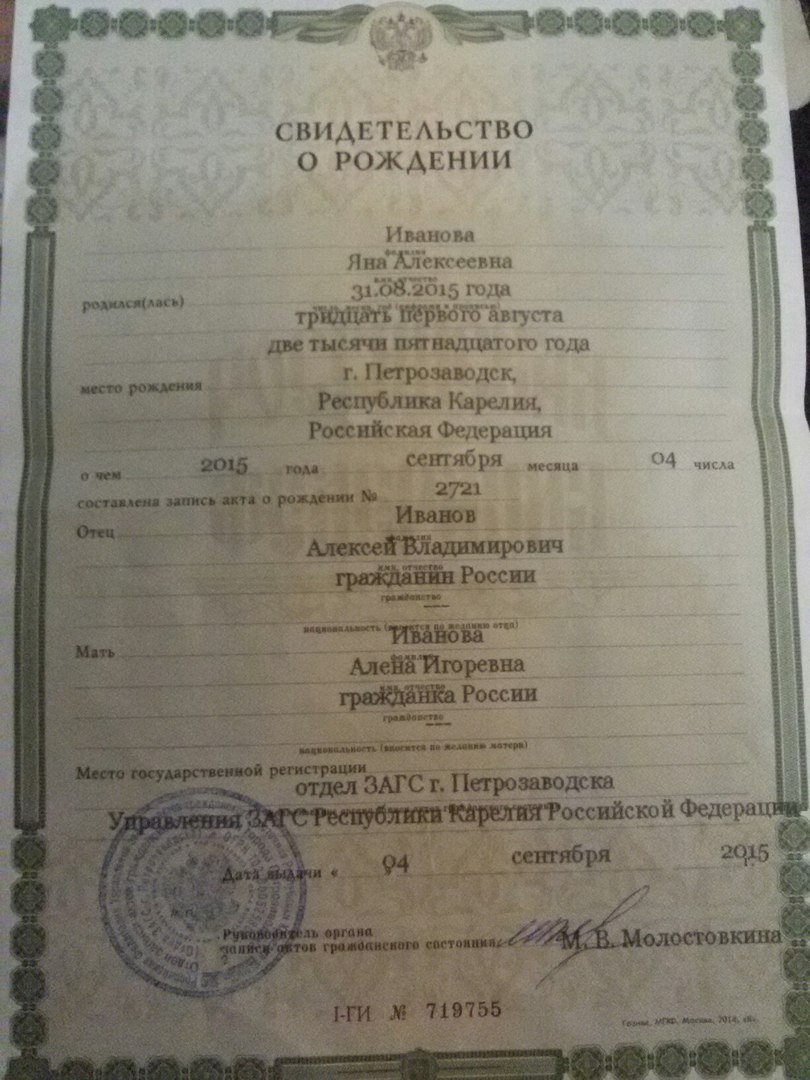 СВИДЕТЕЛЬСТВО
О РОЖДЕНИИ
Иванова
фамилия
Яна Алексеевна
имя, отчество
родился(лась) 31.08.2015 года
число, месяц, год (цифрами и прописью)
тридцать первого августа
две тысячи пятнадцатого года
место рождения г. Петрозаводск,
Республика Карелия,
Российская Федерация
о чем 2015 года сентября месяца 04 числа
составлена запись акта о рождении № 2721
Отец Иванов
фамилия
Алексей Владимирович
имя, отчество
гражданин России
гражданство
национальность (вносится по желанию отца)
Мать Иванова
фамилия
Алена Игоревна
имя, отчество
гражданка России
гражданство
национальность (вносится по желанию матери)
Место государственной регистрации
отдел ЗАГС г. Петрозаводска
Управления ЗАГС Республики Карелия Российской Федерации
Дата выдачи « 04 сентября 2015
Руководитель органа
записи актов гражданского состояния М. В. Молостовкина
I-ГИ № 719755
Гознак, МПФ, Москва, 2014, «В».